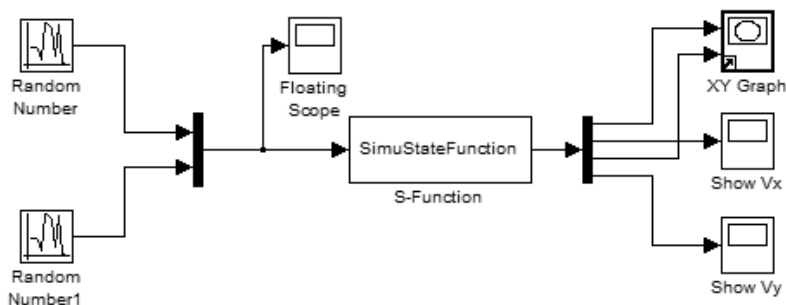 Random
Number
Floating
Scope
XY Graph
SimuStateFunction
S-Function
Show Vx
Random
Number1
Show Vy